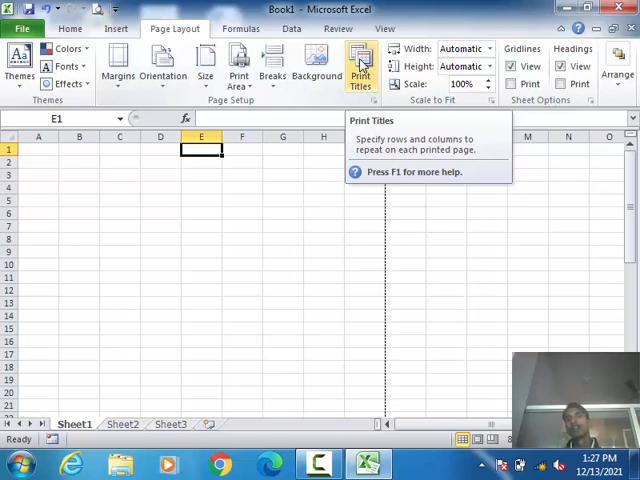 Book1 - Microsoft Excel
File Home Insert Page Layout Formulas Data Review View
Themes
Colors
Fonts
Effects
Themes
Margins Orientation Size Print Area Breaks Background Print Titles
Page Setup
Width: Automatic
Height: Automatic
Scale: 100%
Scale to Fit
Gridlines Headings
View View
Print Print
Sheet Options
Arrange
E1 fx
Print Titles
Specify rows and columns to
repeat on each printed page.
Press F1 for more help.
A B C D E F G H M N O
1
2
3
4
5
6
7
8
9
10
11
12
13
14
15
16
17
18
19
20
21
Sheet1 Sheet2 Sheet3
Ready
1:27 PM
12/13/2021